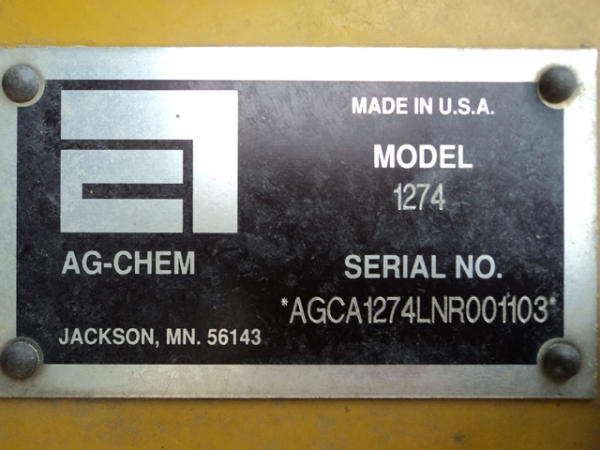 MADE IN U.S.A.
MODEL
1274
AG-CHEM
SERIAL NO.
*AGCA1274LNR001103*
JACKSON, MN. 56143